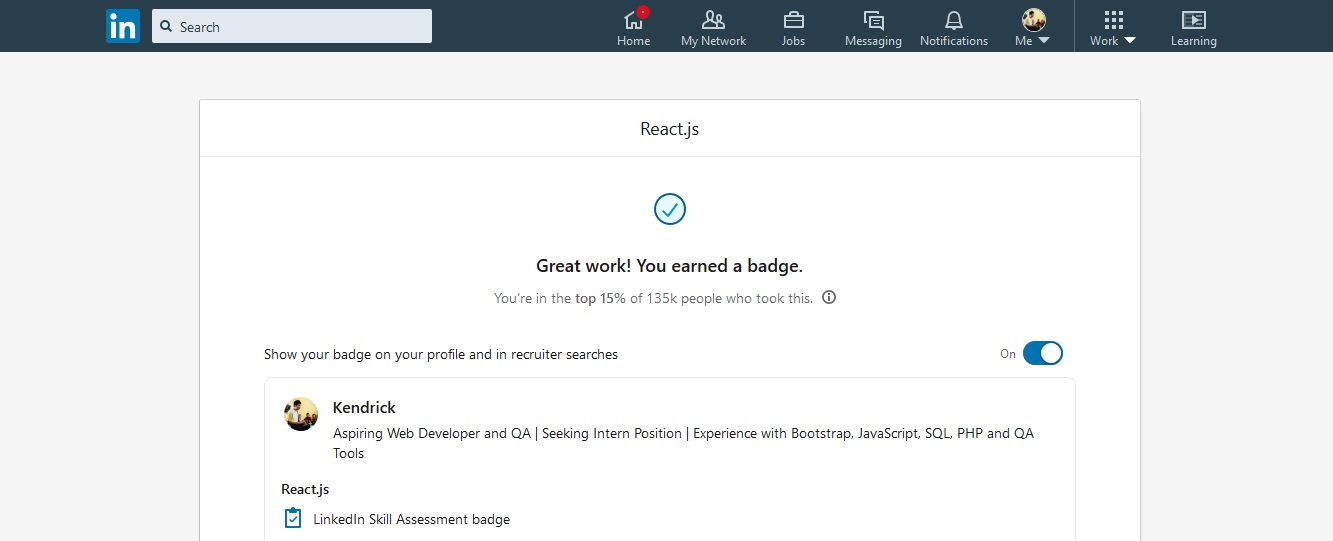 in
Search
Home
My Network
Jobs
Messaging
Notifications
Me
Work
Learning
React.js
Great work! You earned a badge.
You're in the top 15% of 135k people who took this.
Show your badge on your profile and in recruiter searches
On
Kendrick
Aspiring Web Developer and QA | Seeking Intern Position | Experience with Bootstrap, JavaScript, SQL, PHP and QA
Tools
React.js
LinkedIn Skill Assessment badge